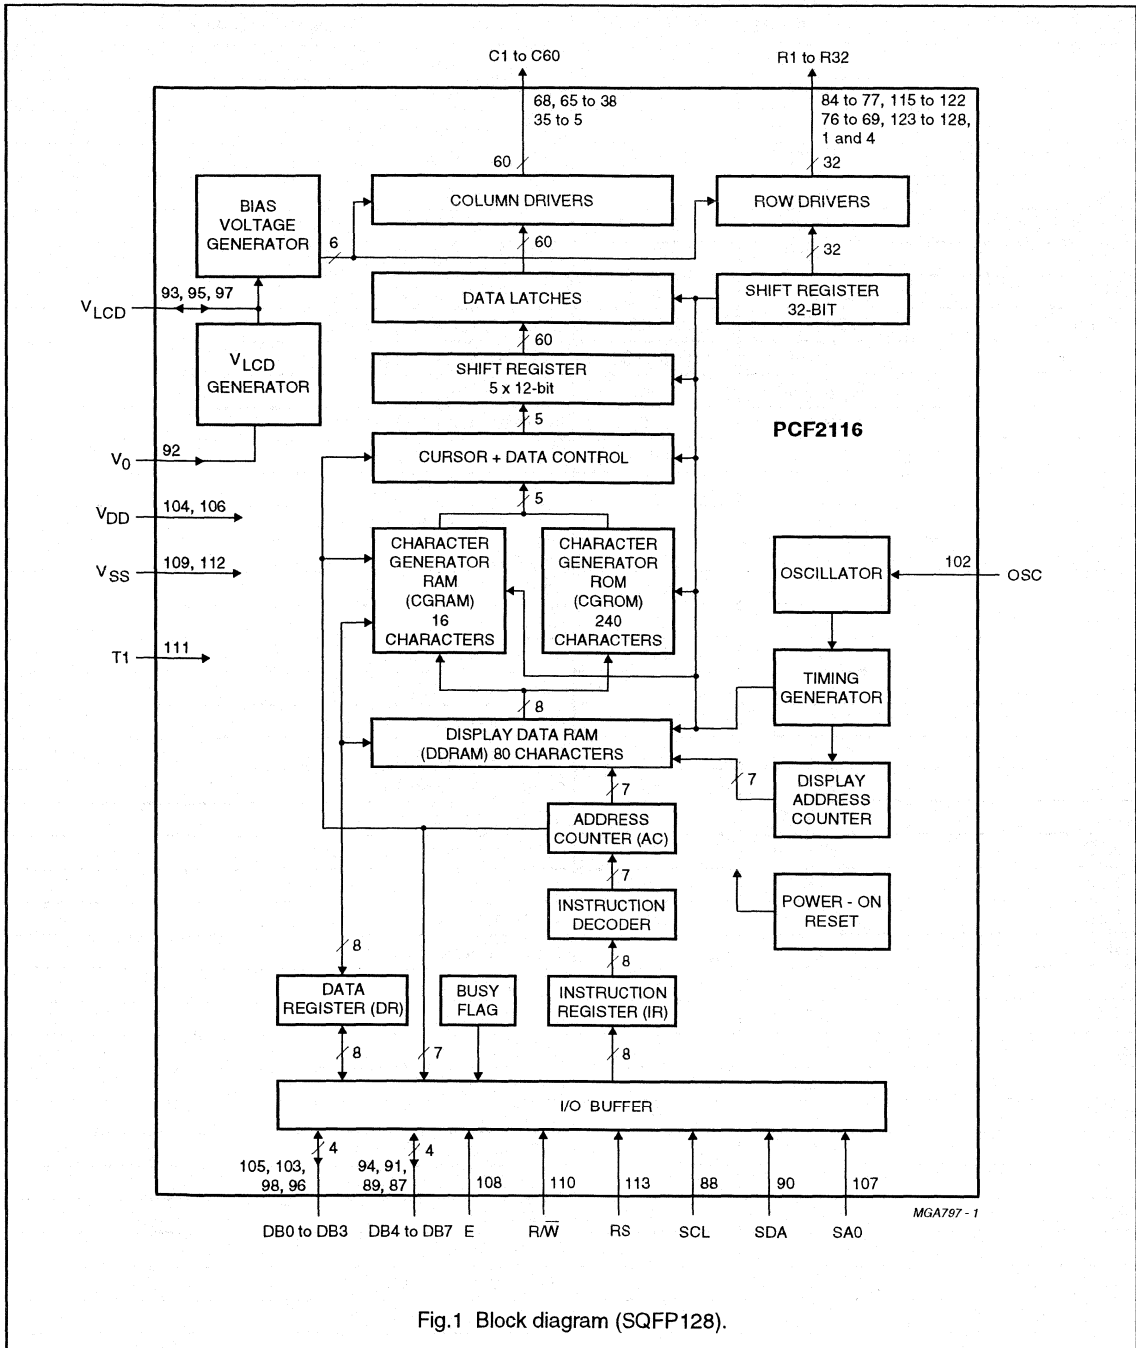 C1 to C60
R1 to R32
68, 65 to 38
35 to 5
84 to 77, 115 to 122
76 to 69, 123 to 128,
1 and 4
60
32
BIAS
VOLTAGE
GENERATOR
COLUMN DRIVERS
ROW DRIVERS
6
60
32
93, 95, 97
VLCD
DATA LATCHES
SHIFT REGISTER
32-BIT
60
VLCD
GENERATOR
SHIFT REGISTER
5 x 12-bit
5
PCF2116
V0
92
CURSOR + DATA CONTROL
5
VDD
104, 106
CHARACTER
GENERATOR
RAM
(CGRAM)
16
CHARACTERS
CHARACTER
GENERATOR
ROM
(CGROM)
240
CHARACTERS
VSS
109, 112
OSCILLATOR
102
OSC
T1
111
TIMING
GENERATOR
8
DISPLAY DATA RAM
(DDRAM) 80 CHARACTERS
7
7
DISPLAY
ADDRESS
COUNTER
ADDRESS
COUNTER (AC)
7
INSTRUCTION
DECODER
POWER - ON
RESET
8
8
DATA
REGISTER (DR)
BUSY
FLAG
INSTRUCTION
REGISTER (IR)
8
7
8
I/O BUFFER
4
4
105, 103,
98, 96
94, 91,
89, 87
108
110
113
88
90
107
MGA797 - 1
DB0 to DB3
DB4 to DB7
E
R/W̅
RS
SCL
SDA
SA0
Fig.1 Block diagram (SQFP128).